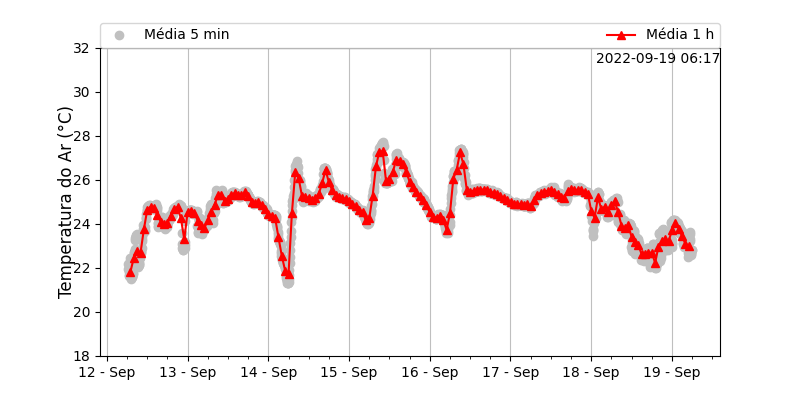 Média 5 min
Média 1 h
2022-09-19 06:17
Temperatura do Ar (°C)
32
30
28
26
24
22
20
18
12 - Sep
13 - Sep
14 - Sep
15 - Sep
16 - Sep
17 - Sep
18 - Sep
19 - Sep